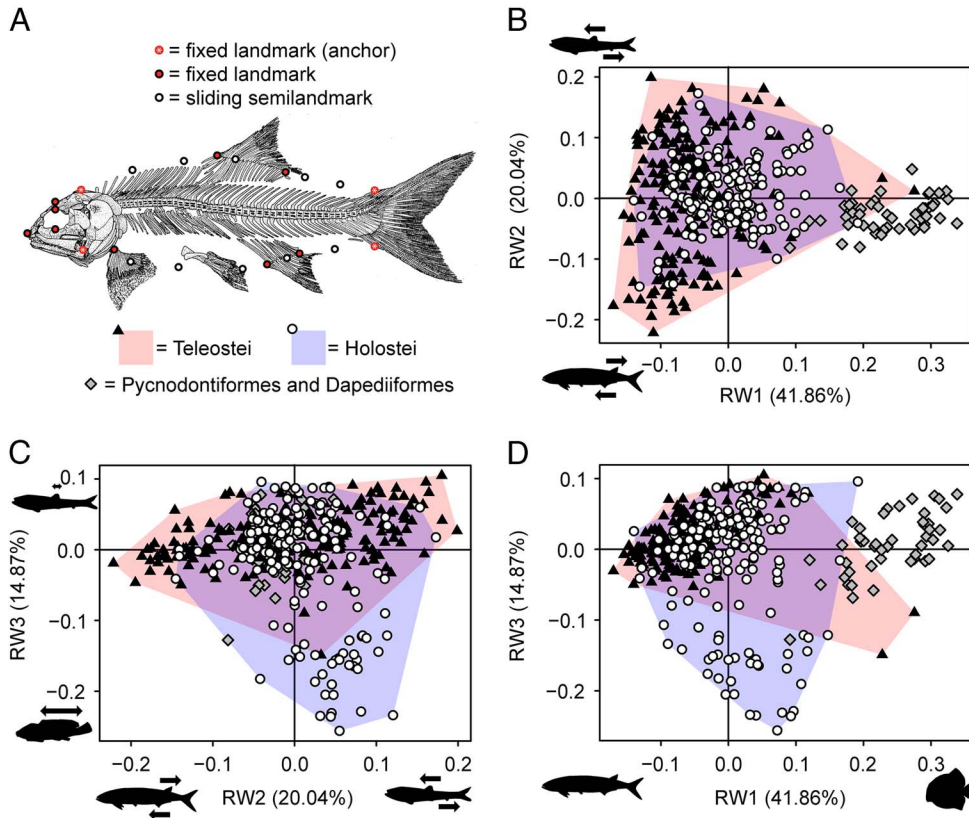 A
= fixed landmark (anchor)
= fixed landmark
= sliding semilandmark
= Teleostei
= Holostei
= Pycnodontiformes and Dapediiformes
B
0.2
0.1
0.0
−0.1
−0.2
RW2 (20.04%)
−0.1 0.0 0.1 0.2 0.3
RW1 (41.86%)
C
0.1
0.0
−0.1
−0.2
RW3 (14.87%)
−0.2 −0.1 0.0 0.1 0.2
RW2 (20.04%)
D
0.1
0.0
−0.1
−0.2
RW3 (14.87%)
−0.1 0.0 0.1 0.2 0.3
RW1 (41.86%)